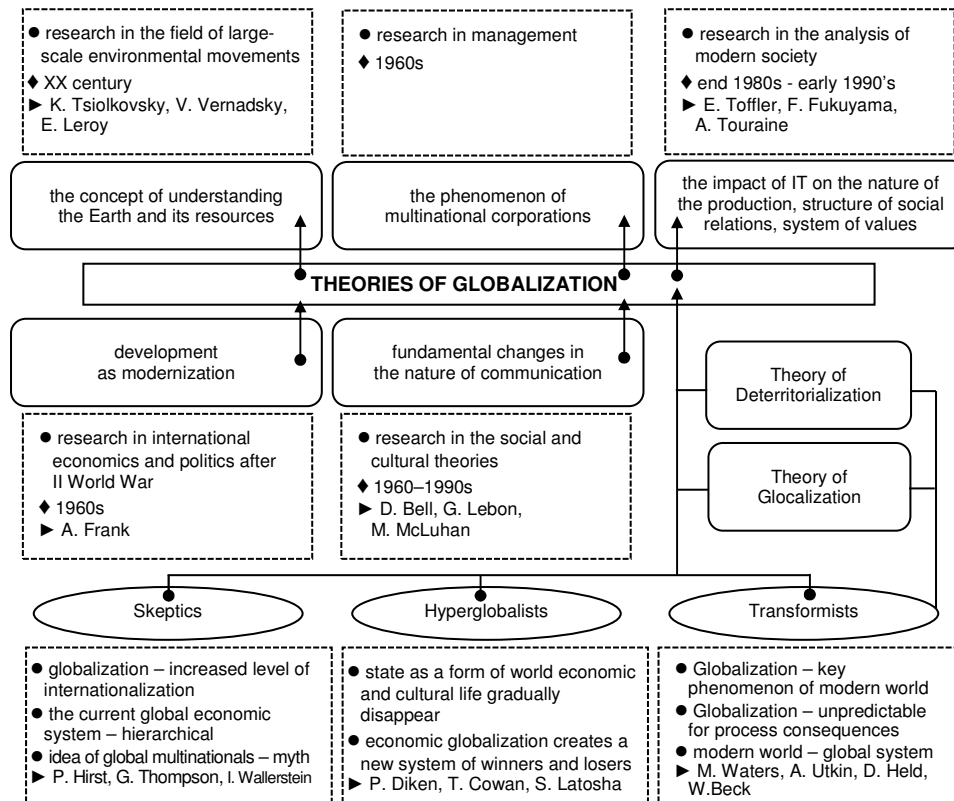 ● research in the field of large-
scale environmental movements
♦ XX century
► K. Tsiolkovsky, V. Vernadsky,
E. Leroy
● research in management
♦ 1960s
● research in the analysis of
modern society
♦ end 1980s - early 1990’s
► E. Toffler, F. Fukuyama,
A. Touraine
the concept of understanding
the Earth and its resources
the phenomenon of
multinational corporations
the impact of IT on the nature of
the production, structure of social
relations, system of values
THEORIES OF GLOBALIZATION
development
as modernization
fundamental changes in
the nature of communication
Theory of
Deterritorialization
Theory of
Glocalization
● research in international
economics and politics after
II World War
♦ 1960s
► A. Frank
● research in the social and
cultural theories
♦ 1960–1990s
► D. Bell, G. Lebon,
M. McLuhan
Skeptics
Hyperglobalists
Transformists
● globalization – increased level of
internationalization
● the current global economic
system – hierarchical
● idea of global multinationals – myth
► P. Hirst, G. Thompson, I. Wallerstein
● state as a form of world economic
and cultural life gradually
disappear
● economic globalization creates a
new system of winners and losers
► P. Diken, T. Cowan, S. Latosha
● Globalization – key
phenomenon of modern world
● Globalization – unpredictable
for process consequences
● modern world – global system
► M. Waters, A. Utkin, D. Held,
W.Beck